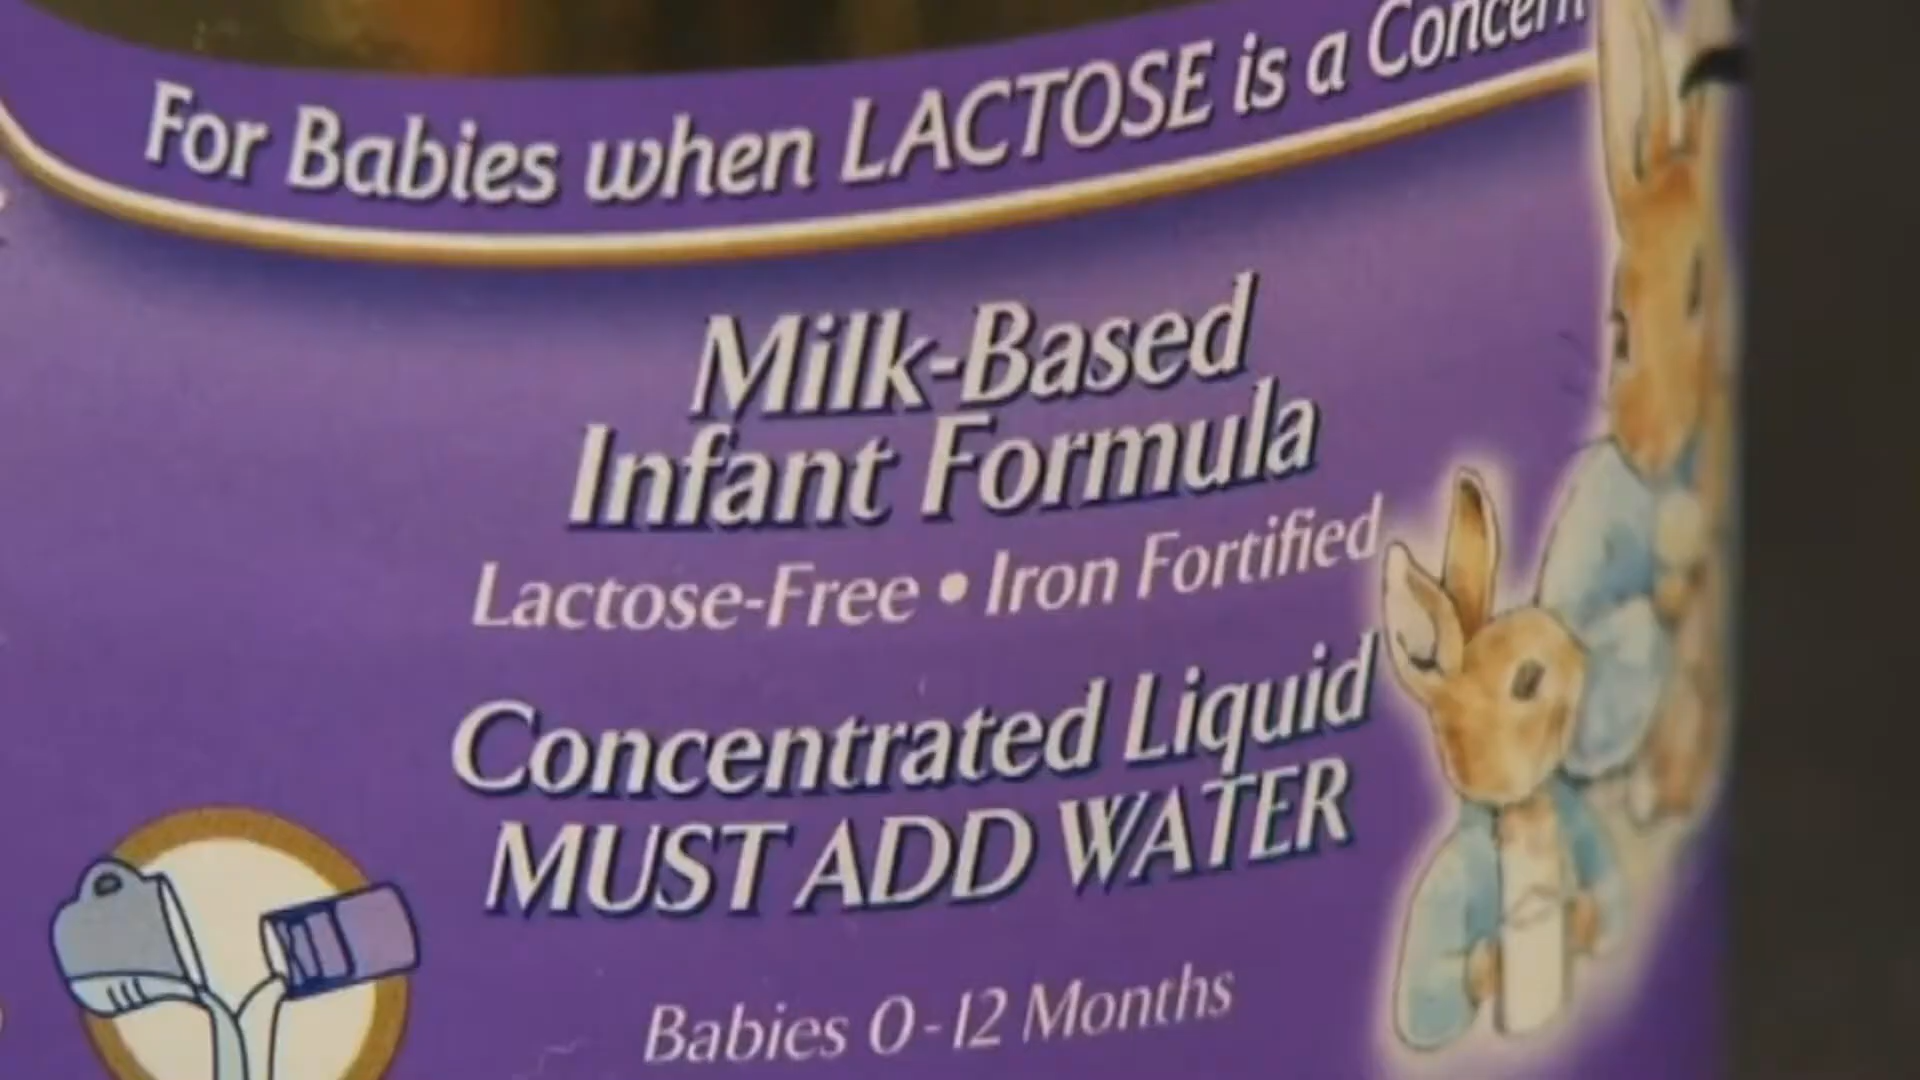 For Babies when LACTOSE is a Concern
Milk-Based
Infant Formula
Lactose-Free • Iron Fortified
Concentrated Liquid
MUST ADD WATER
Babies 0-12 Months